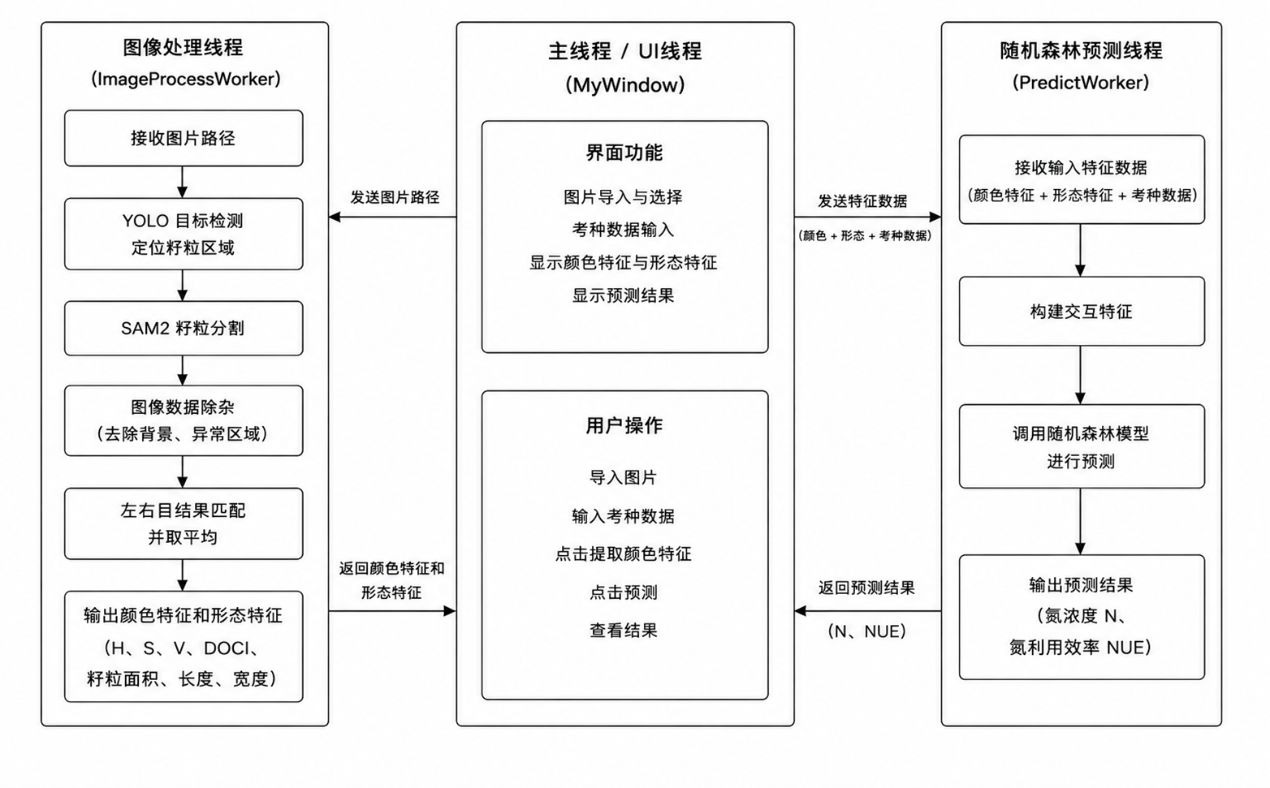 图像处理线程
（ImageProcessWorker）
接收图片路径
YOLO 目标检测
定位籽粒区域
SAM2 籽粒分割
图像数据除杂
（去除背景、异常区域）
左右目结果匹配
并取平均
输出颜色特征和形态特征
（H、S、V、DOCI、
籽粒面积、长度、宽度）
发送图片路径
返回颜色特征和
形态特征
主线程 / UI线程
（MyWindow）
界面功能
图片导入与选择
考种数据输入
显示颜色特征与形态特征
显示预测结果
用户操作
导入图片
输入考种数据
点击提取颜色特征
点击预测
查看结果
发送特征数据
（颜色 + 形态 + 考种数据）
返回预测结果
（N、NUE）
随机森林预测线程
（PredictWorker）
接收输入特征数据
（颜色特征 + 形态特征 + 考种数据）
构建交互特征
调用随机森林模型
进行预测
输出预测结果
（氮浓度 N、
氮利用效率 NUE）